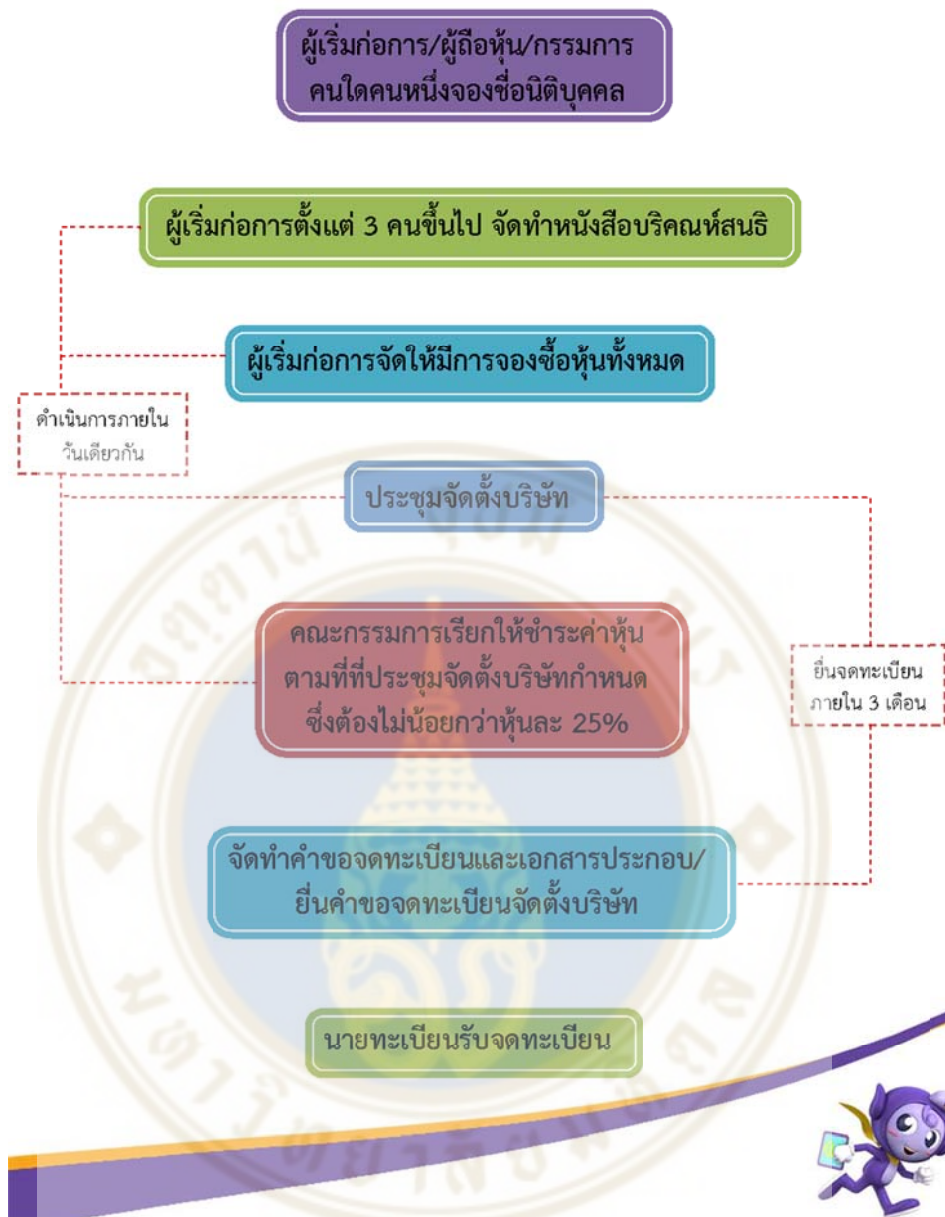 ผู้เริ่มก่อการ/ผู้ถือหุ้น/กรรมการ
คนใดคนหนึ่งจองชื่อนิติบุคคล
ผู้เริ่มก่อการตั้งแต่ 3 คนขึ้นไป จัดทำหนังสือบริคณห์สนธิ
ผู้เริ่มก่อการจัดให้มีการจองซื้อหุ้นทั้งหมด
ดำเนินการภายใน
วันเดียวกัน
ประชุมจัดตั้งบริษัท
คณะกรรมการเรียกให้ชำระค่าหุ้น
ตามที่ที่ประชุมจัดตั้งบริษัทกำหนด
ซึ่งต้องไม่น้อยกว่าหุ้นละ 25%
ยื่นจดทะเบียน
ภายใน 3 เดือน
จัดทำคำขอจดทะเบียนและเอกสารประกอบ/
ยื่นคำขอจดทะเบียนจัดตั้งบริษัท
นายทะเบียนรับจดทะเบียน
มหาวิทยาลัยมหิดล